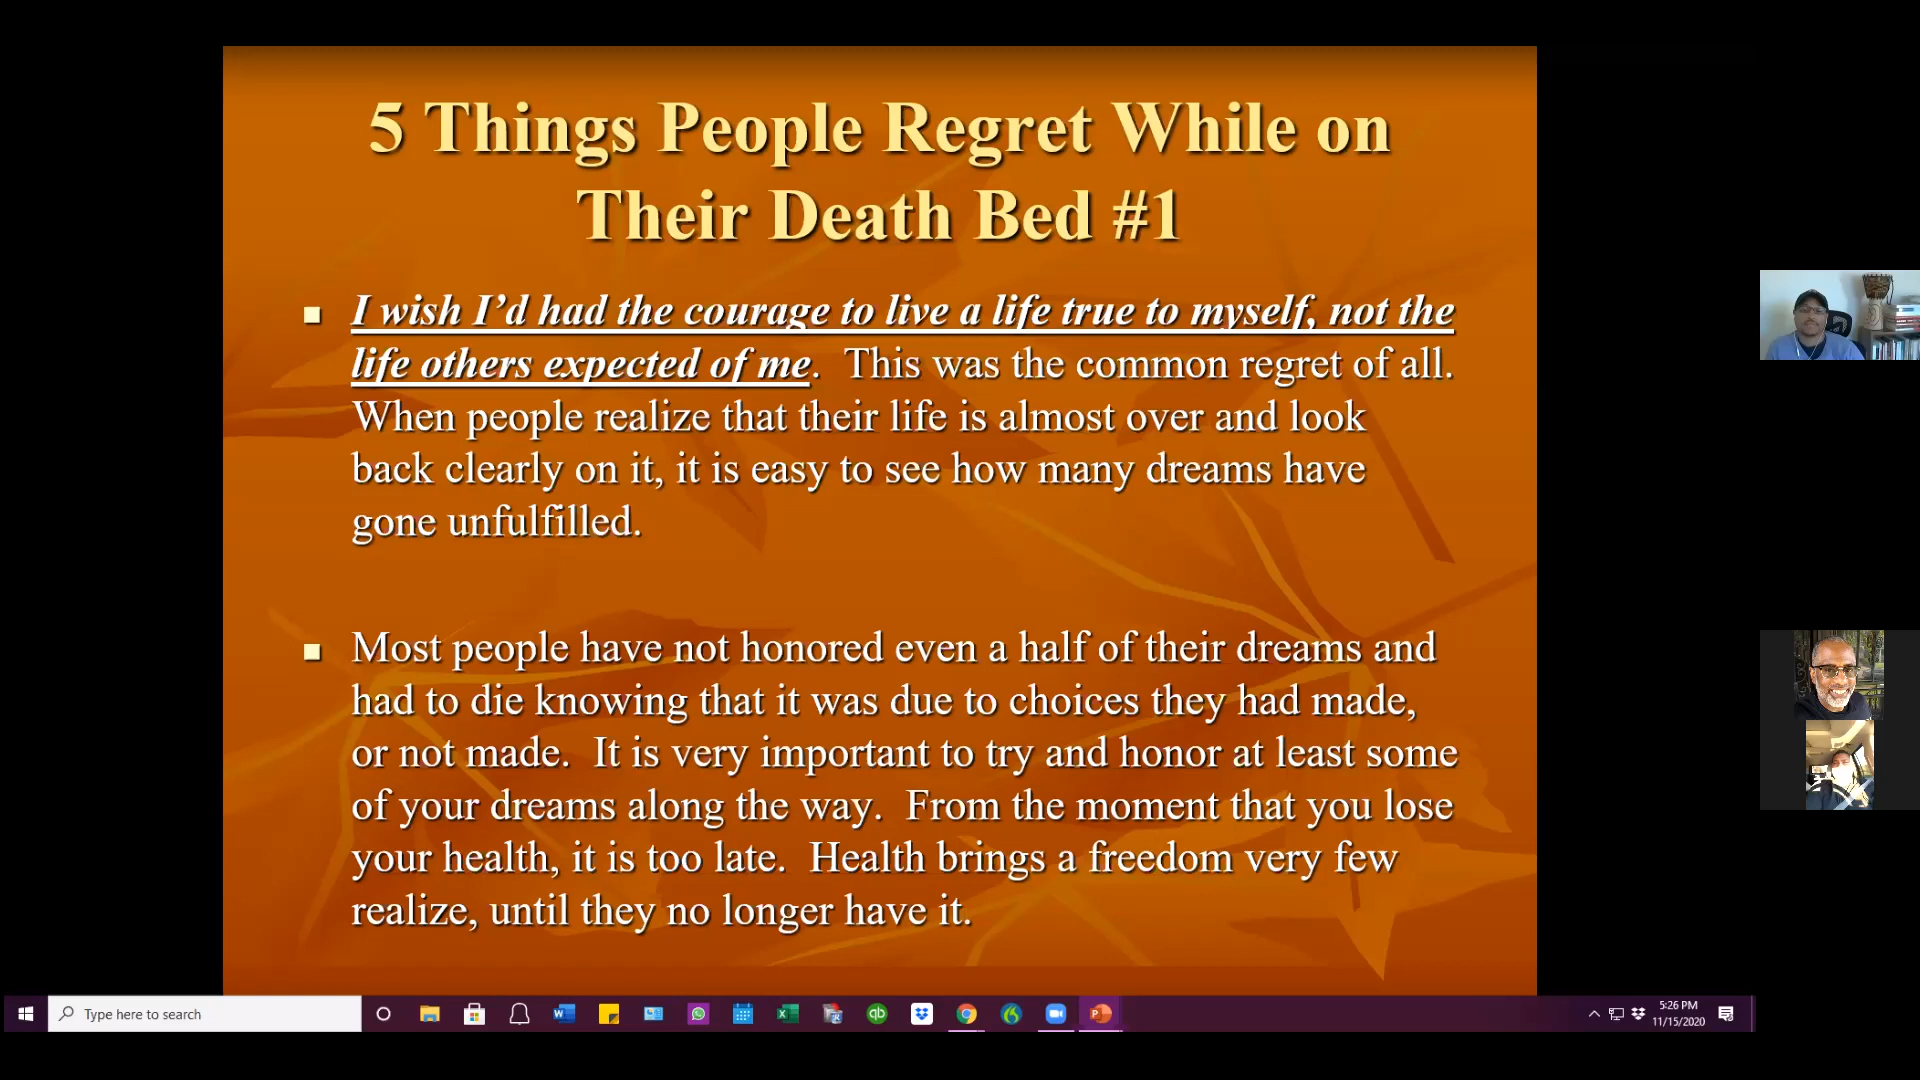 5 Things People Regret While on
Their Death Bed #1
I wish I’d had the courage to live a life true to myself, not the
life others expected of me.  This was the common regret of all.
When people realize that their life is almost over and look
back clearly on it, it is easy to see how many dreams have
gone unfulfilled.
Most people have not honored even a half of their dreams and
had to die knowing that it was due to choices they had made,
or not made.  It is very important to try and honor at least some
of your dreams along the way.  From the moment that you lose
your health, it is too late.  Health brings a freedom very few
realize, until they no longer have it.
Type here to search
5:26 PM
11/15/2020